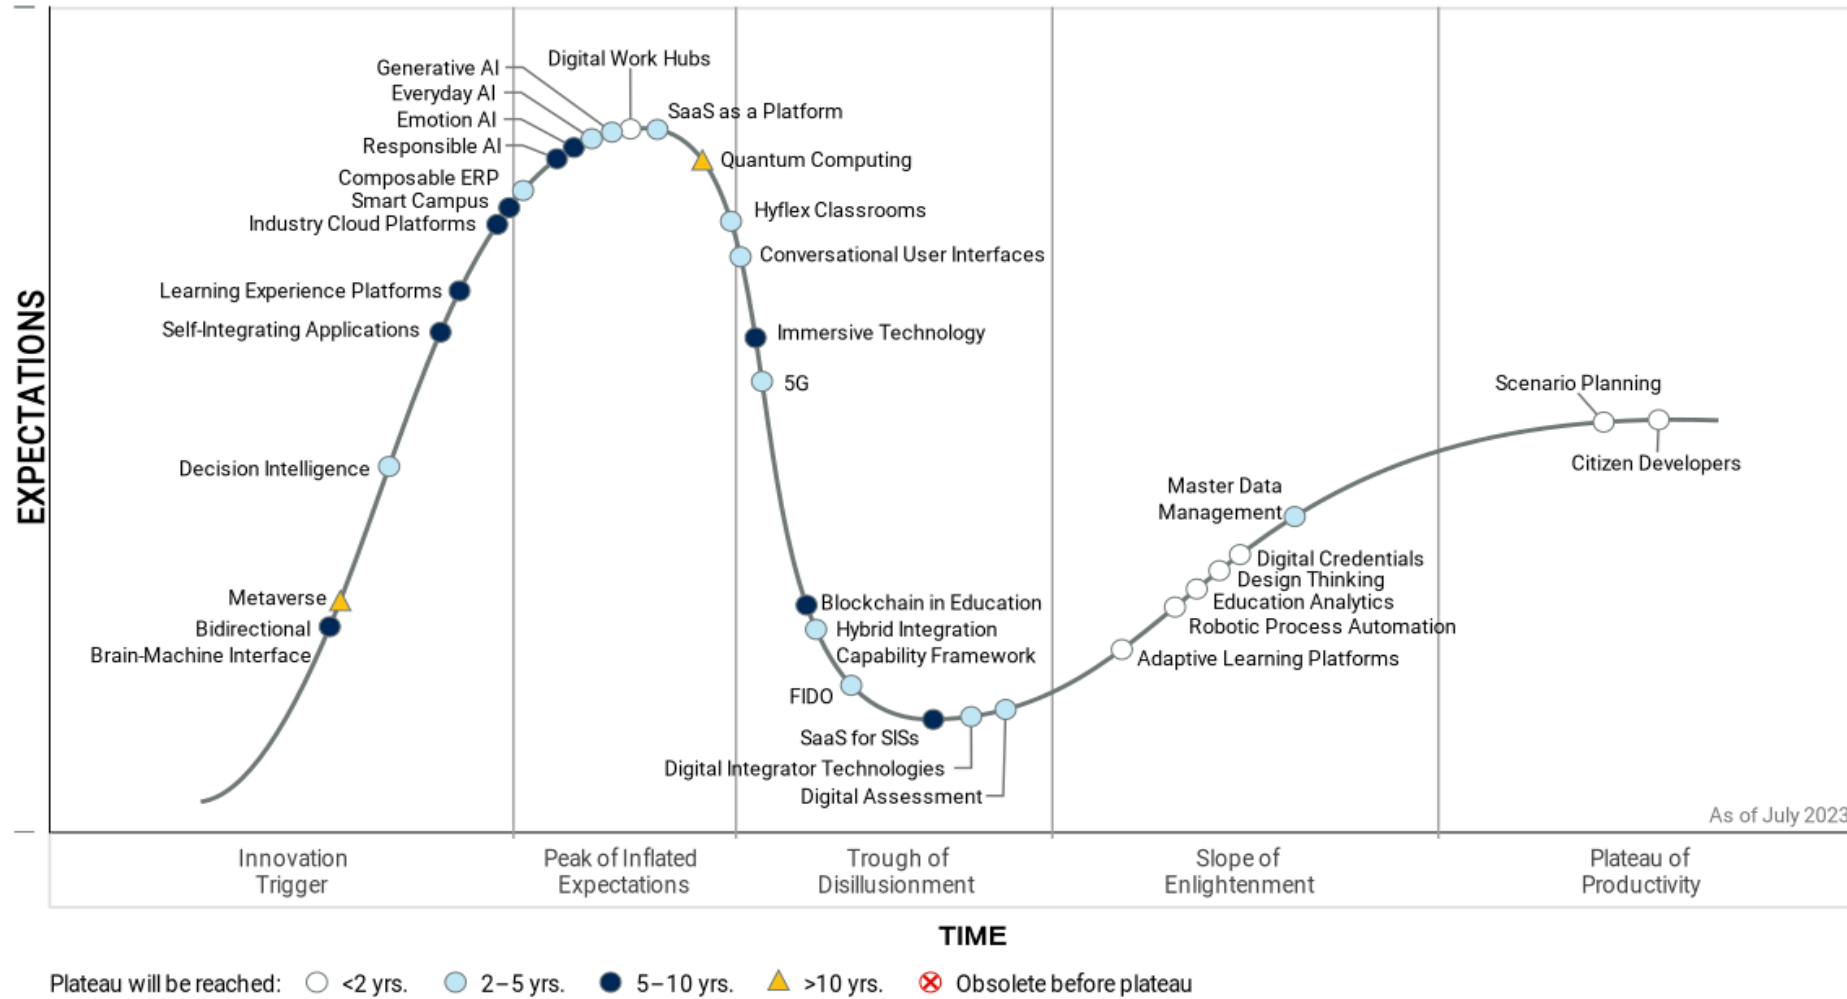 EXPECTATIONS
Generative AI
Everyday AI
Emotion AI
Responsible AI
Composable ERP
Smart Campus
Industry Cloud Platforms
Learning Experience Platforms
Self-Integrating Applications
Decision Intelligence
Metaverse
Bidirectional
Brain-Machine Interface
Digital Work Hubs
SaaS as a Platform
Quantum Computing
Hyflex Classrooms
Conversational User Interfaces
Immersive Technology
5G
Blockchain in Education
Hybrid Integration
Capability Framework
FIDO
SaaS for SISs
Digital Integrator Technologies
Digital Assessment
Master Data
Management
Digital Credentials
Design Thinking
Education Analytics
Robotic Process Automation
Adaptive Learning Platforms
Scenario Planning
Citizen Developers
As of July 2023
Innovation
Trigger
Peak of Inflated
Expectations
Trough of
Disillusionment
Slope of
Enlightenment
Plateau of
Productivity
TIME
Plateau will be reached: <2 yrs. 2–5 yrs. 5–10 yrs. >10 yrs. Obsolete before plateau